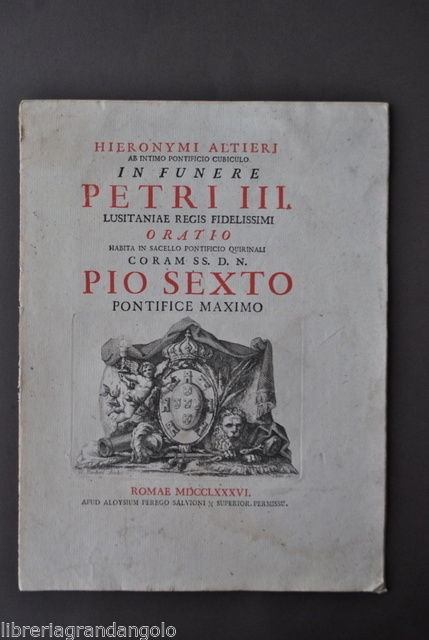 HIERONYMI ALTIERI
AB INTIMO PONTIFICIO CUBICULO.
IN FUNERE
PETRI III.
LUSITANIAE REGIS FIDELISSIMI
ORATIO
HABITA IN SACELLO PONTIFICIO QUIRINALI
CORAM SS. D. N.
PIO SEXTO
PONTIFICE MAXIMO
ROMAE MDCCLXXXVI.
APUD ALOYSIUM PEREGO SALVIONI SUPERIOR. PERMISSU.
libreriagrandangolo